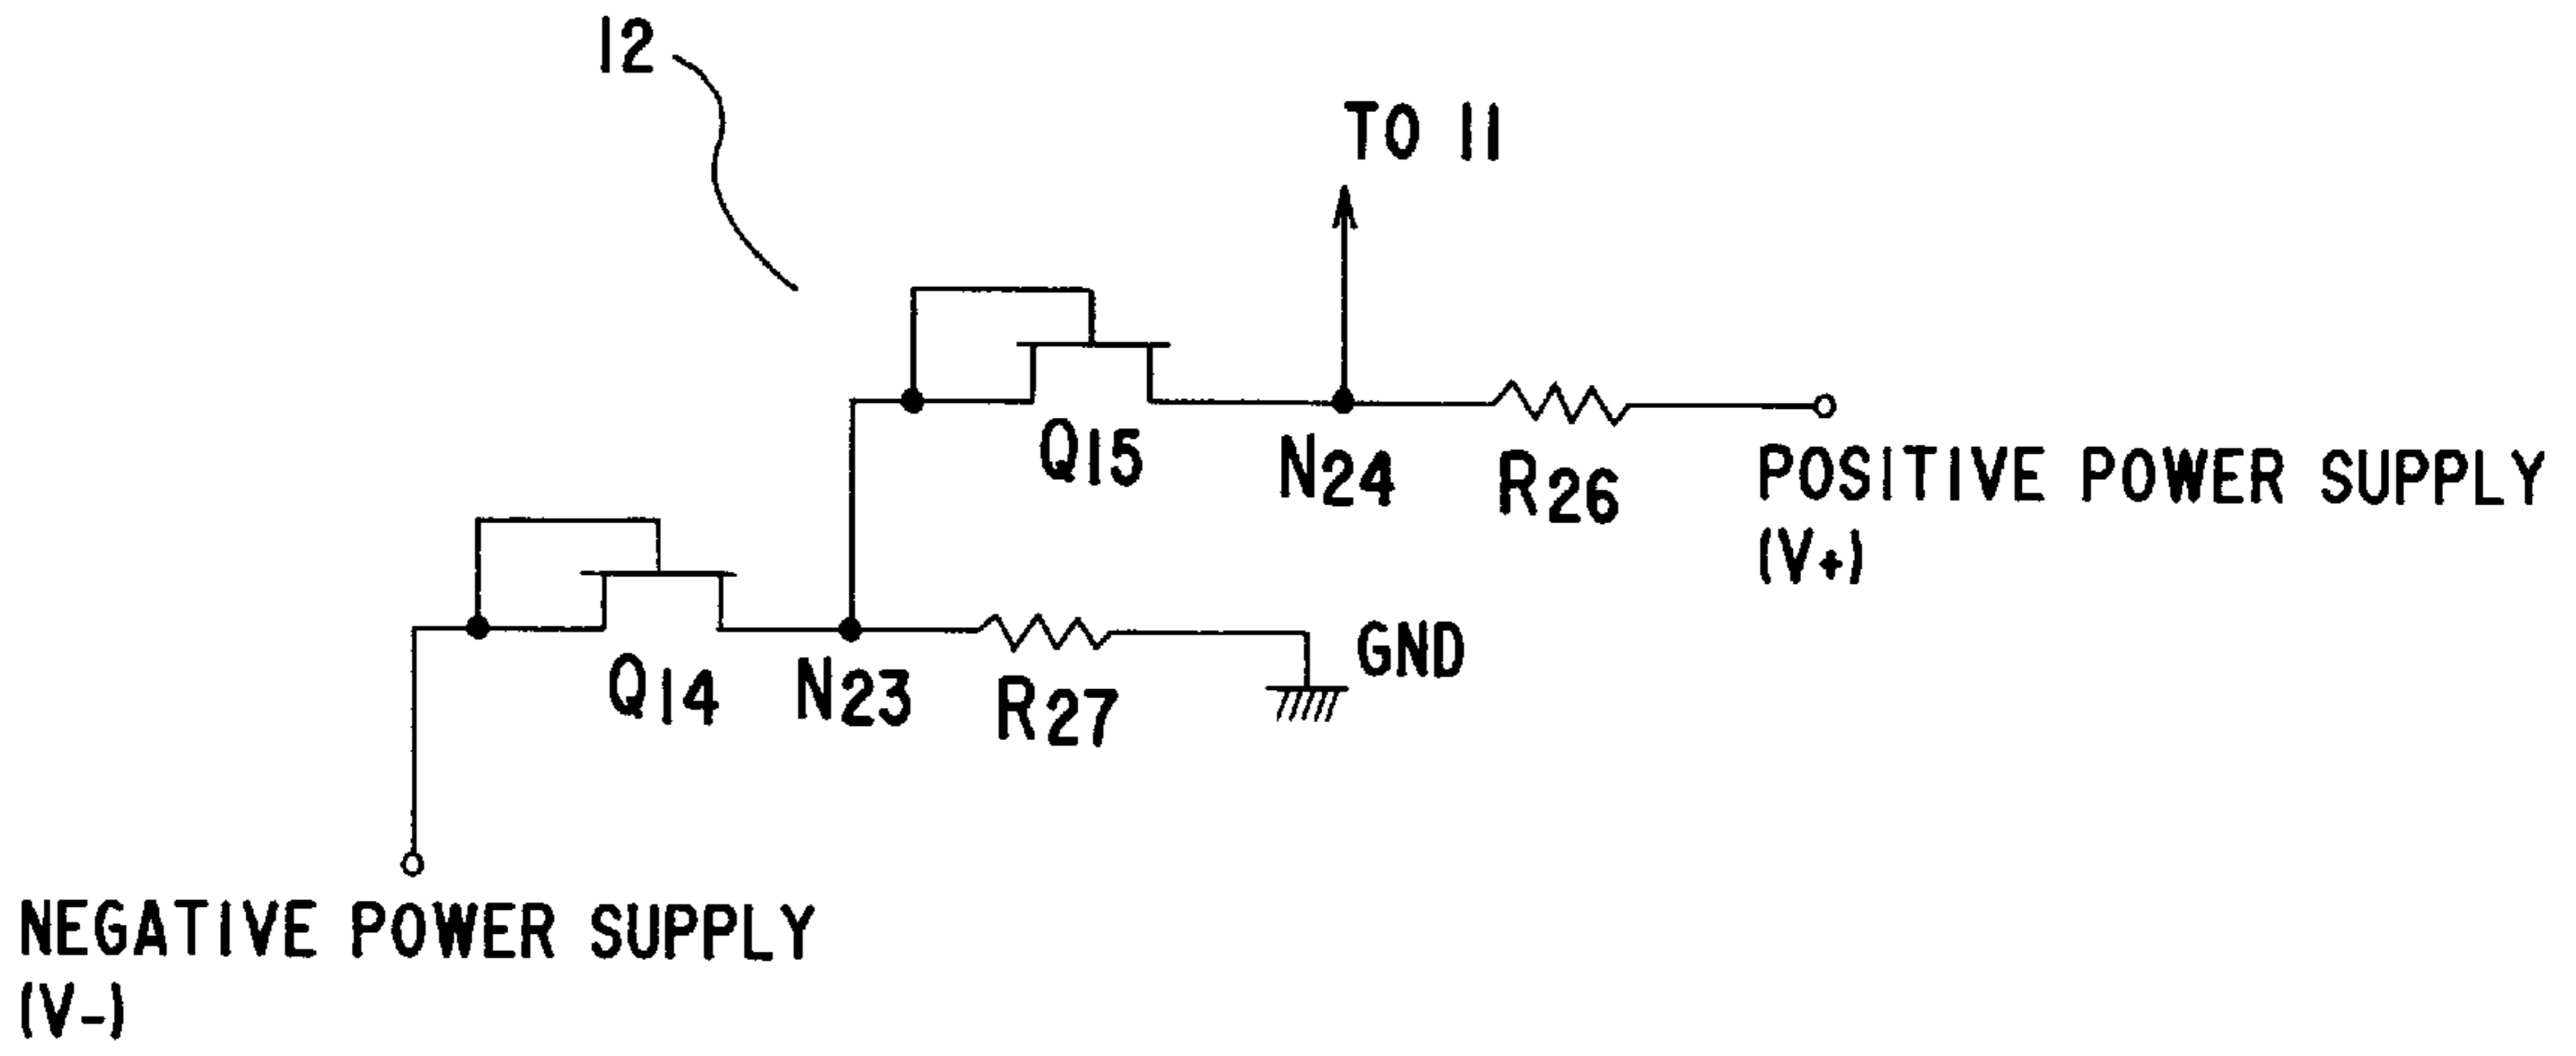 12
TO 11
Q15
N24
R26
POSITIVE POWER SUPPLY
(V+)
Q14
N23
R27
GND
NEGATIVE POWER SUPPLY
(V-)